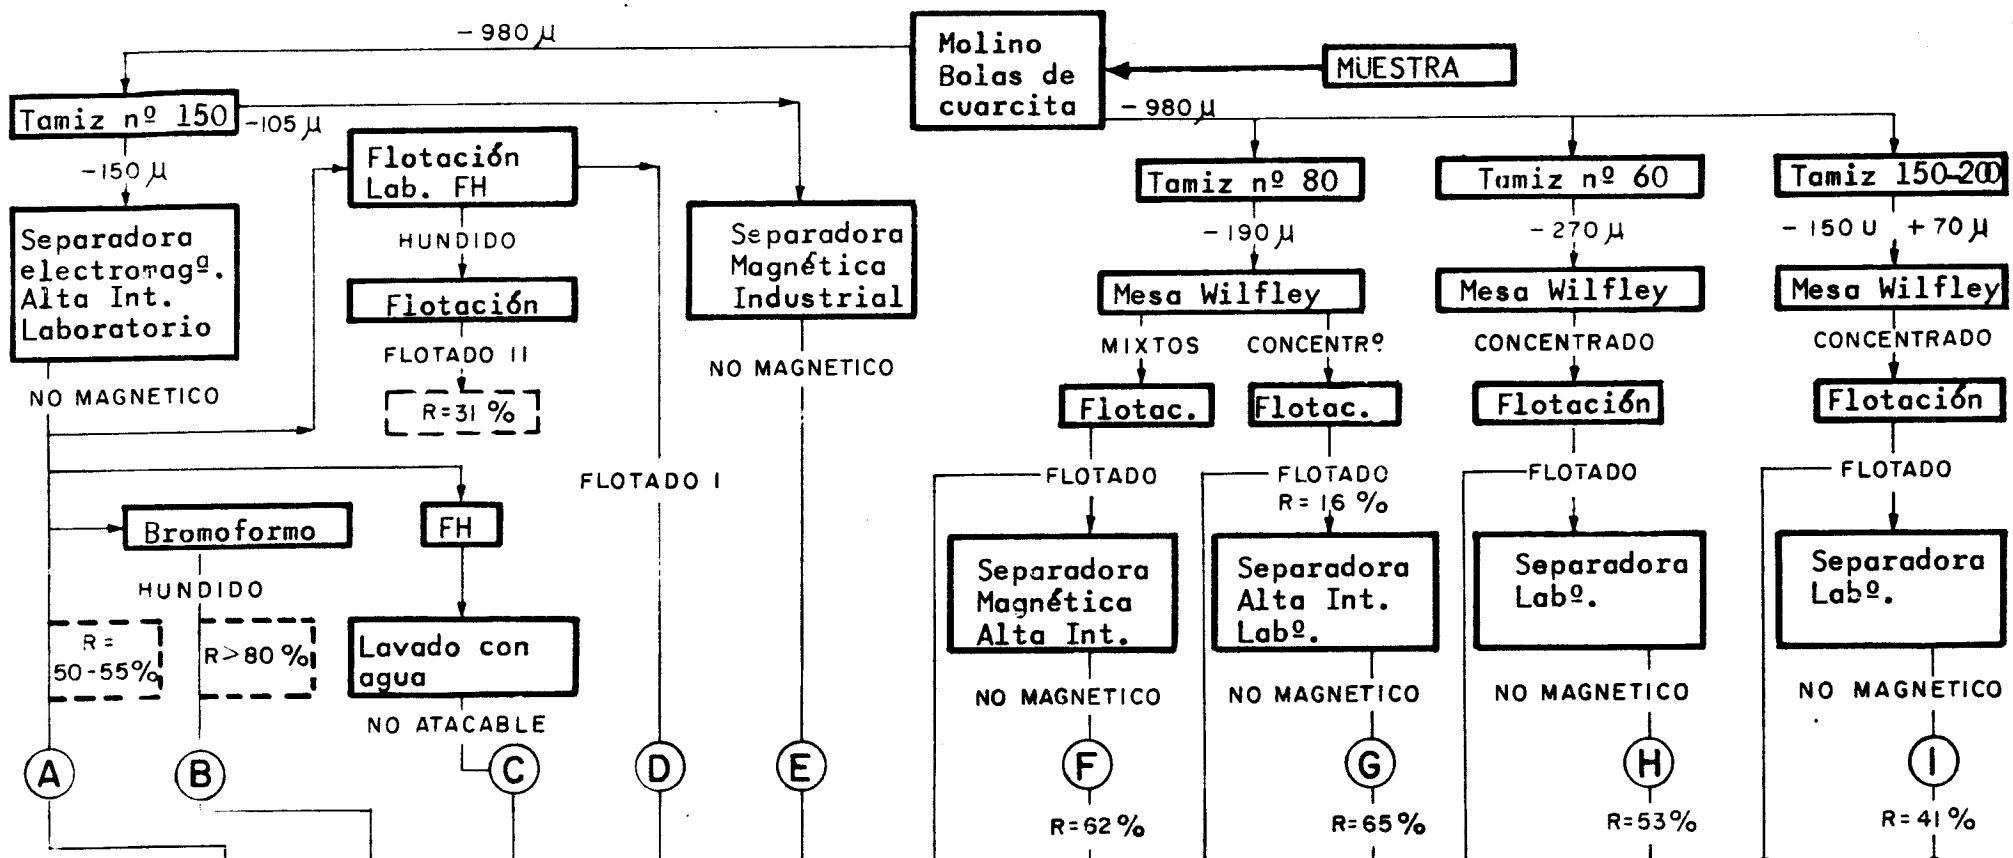 - 980 µ
Molino
Bolas de
cuarcita
MUESTRA
Tamiz nº 150
-105 µ
-980 µ
-150 µ
Flotación
Lab. FH
Tamiz nº 80
Tamiz nº 60
Tamiz 150-200
Separadora
electromagª.
Alta Int.
Laboratorio
HUNDIDO
Separadora
Magnética
Industrial
-190 µ
-270 µ
- 150 U +70 µ
Flotación
Mesa Wilfley
Mesa Wilfley
Mesa Wilfley
FLOTADO II
MIXTOS
CONCENTRº
CONCENTRADO
CONCENTRADO
NO MAGNETICO
NO MAGNETICO
R=31 %
Flotac.
Flotac.
Flotación
Flotación
FLOTADO I
FLOTADO
FLOTADO
R= 16 %
FLOTADO
FLOTADO
Bromoformo
FH
HUNDIDO
Separadora
Magnética
Alta Int.
Separadora
Alta Int.
Labº.
Separadora
Labº.
Separadora
Labº.
R=
50-55%
R>80 %
Lavado con
agua
NO ATACABLE
NO MAGNETICO
NO MAGNETICO
NO MAGNETICO
NO MAGNETICO
A
B
C
D
E
F
G
H
I
R=62 %
R=65%
R=53%
R=41 %